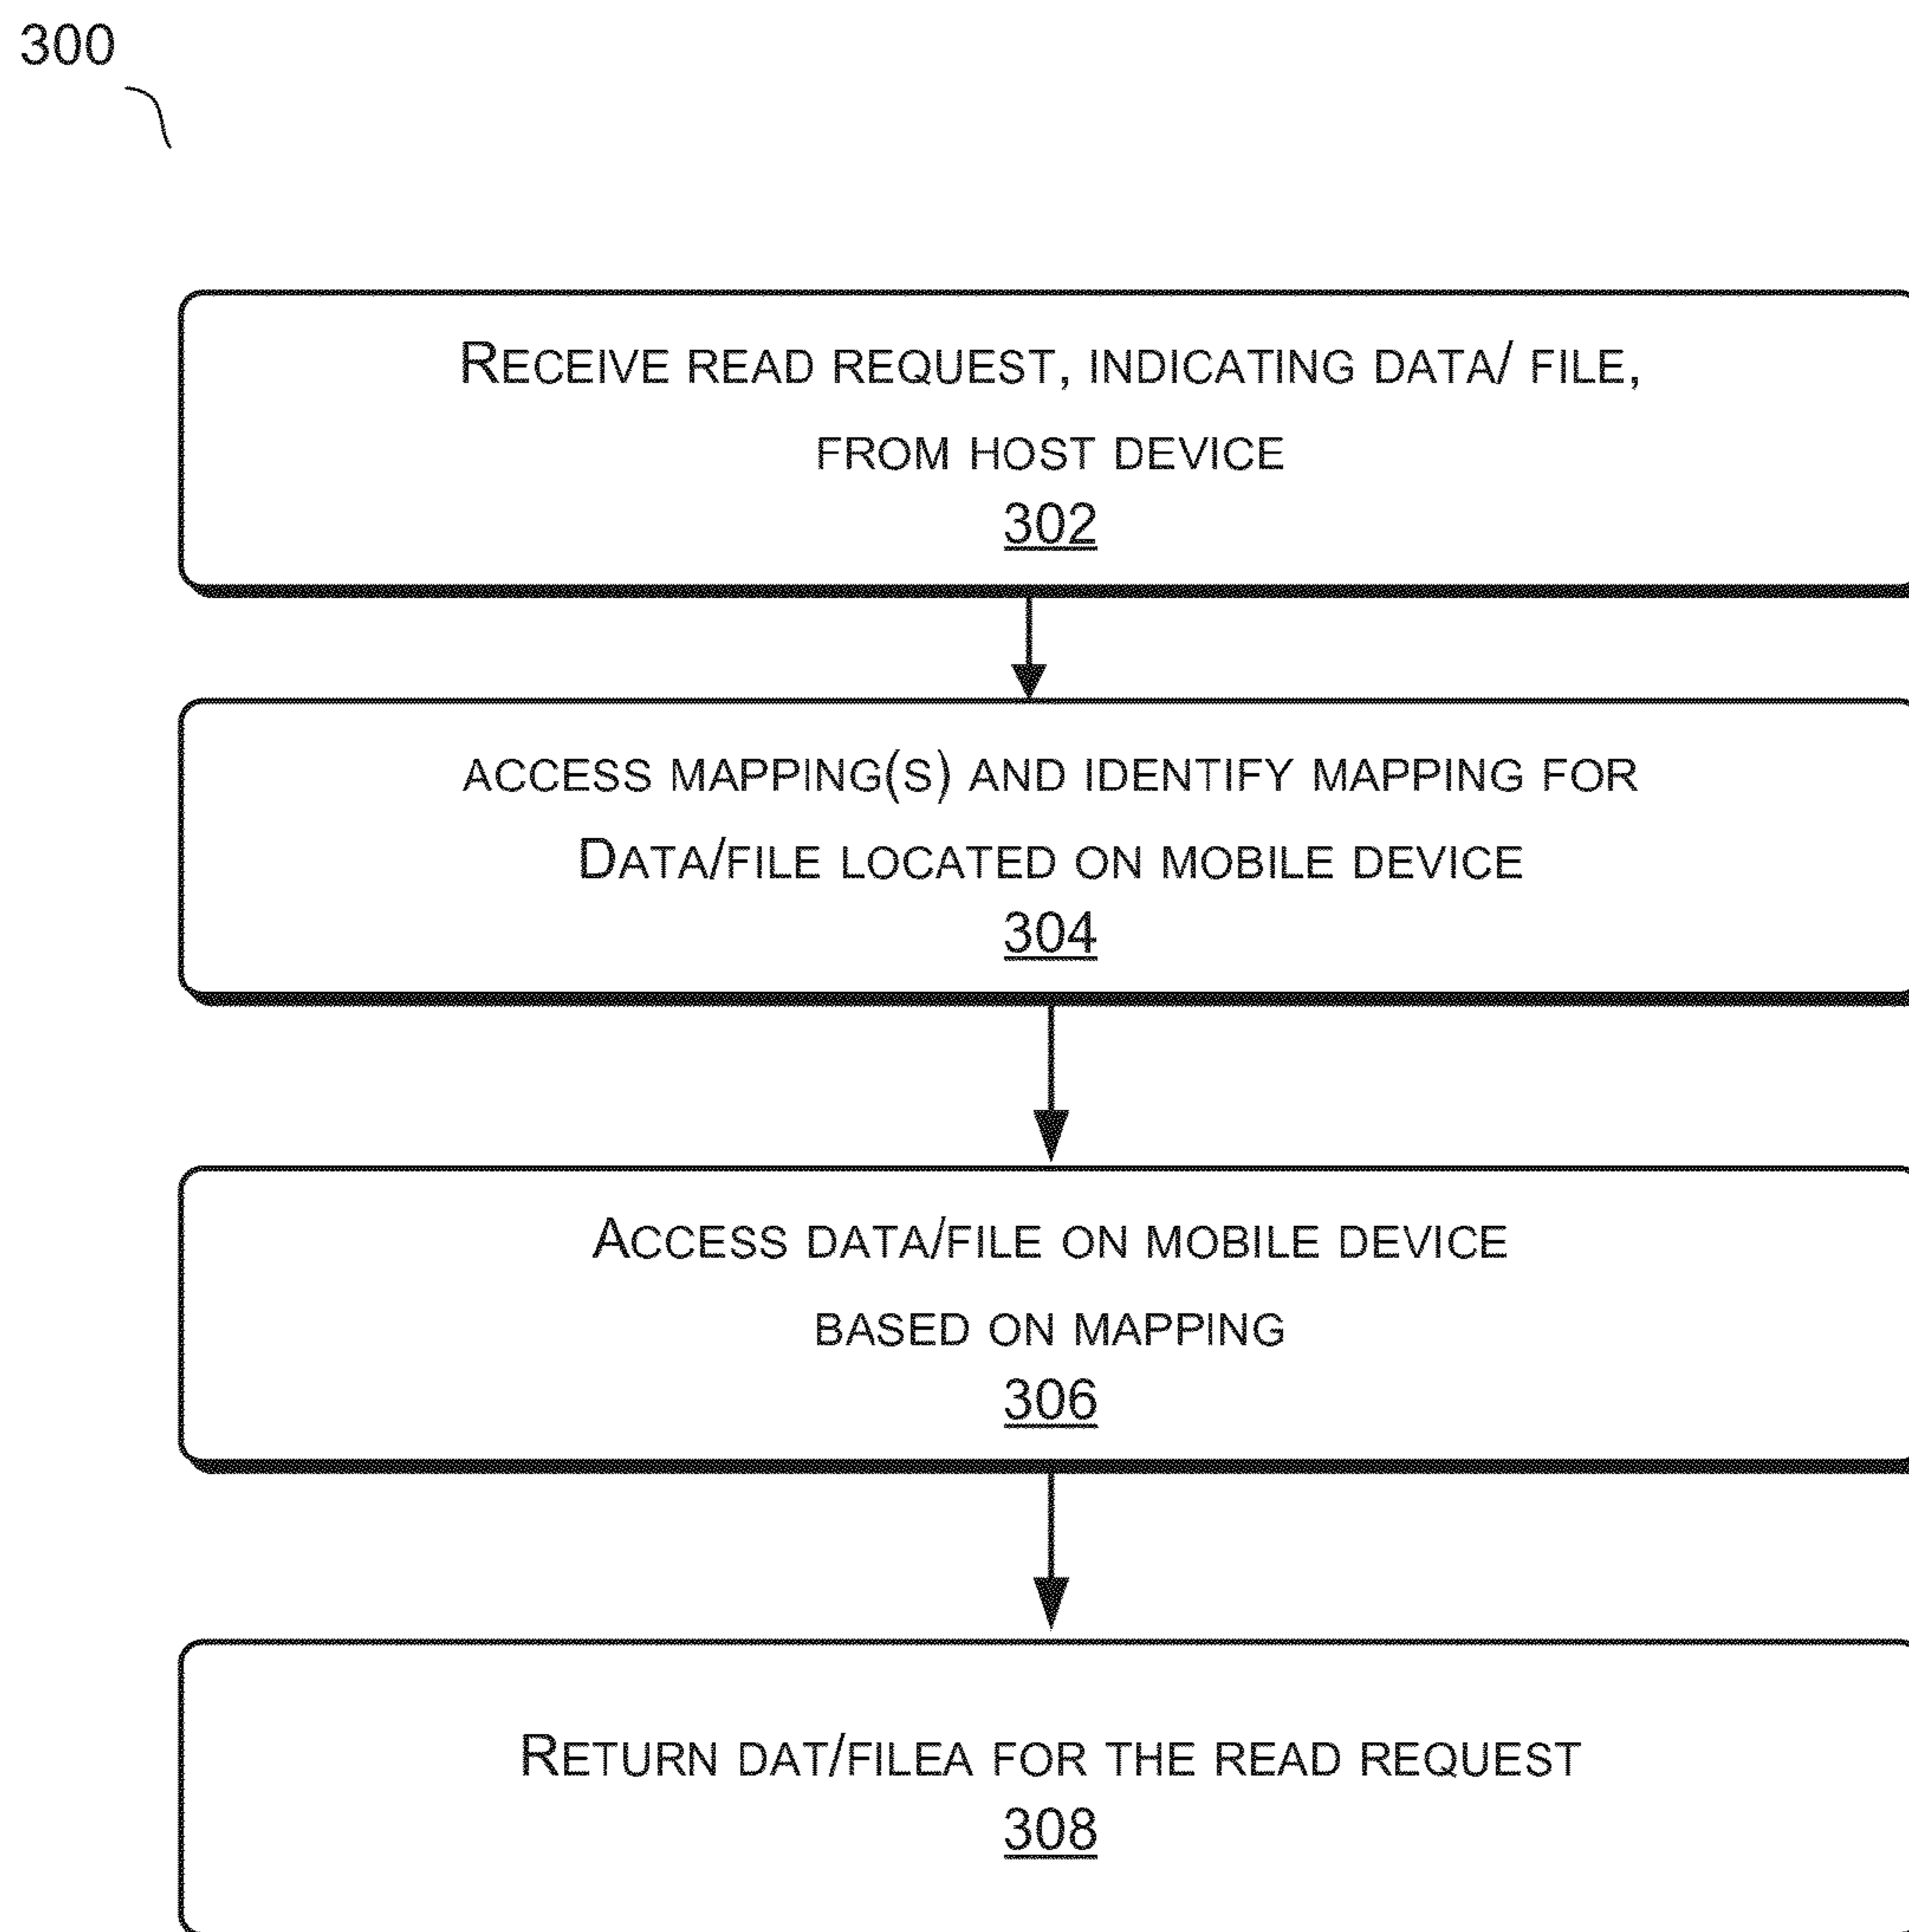 300
RECEIVE READ REQUEST, INDICATING DATA/ FILE,
FROM HOST DEVICE
302
ACCESS MAPPING(S) AND IDENTIFY MAPPING FOR
DATA/FILE LOCATED ON MOBILE DEVICE
304
ACCESS DATA/FILE ON MOBILE DEVICE
BASED ON MAPPING
306
RETURN DAT/FILEA FOR THE READ REQUEST
308